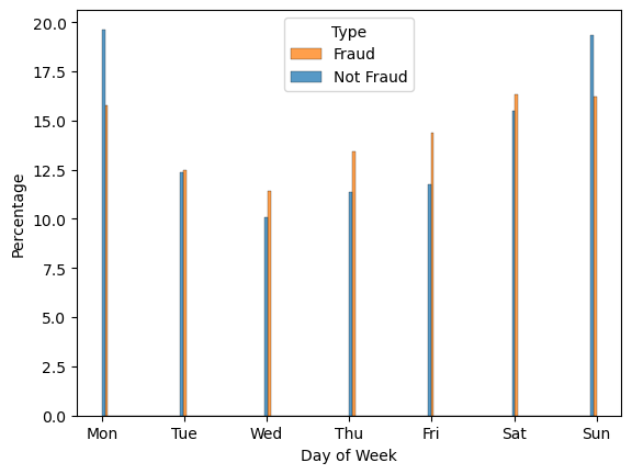 Type
Fraud
Not Fraud
20.0
17.5
15.0
12.5
10.0
7.5
5.0
2.5
0.0
Percentage
Mon Tue Wed Thu Fri Sat Sun
Day of Week